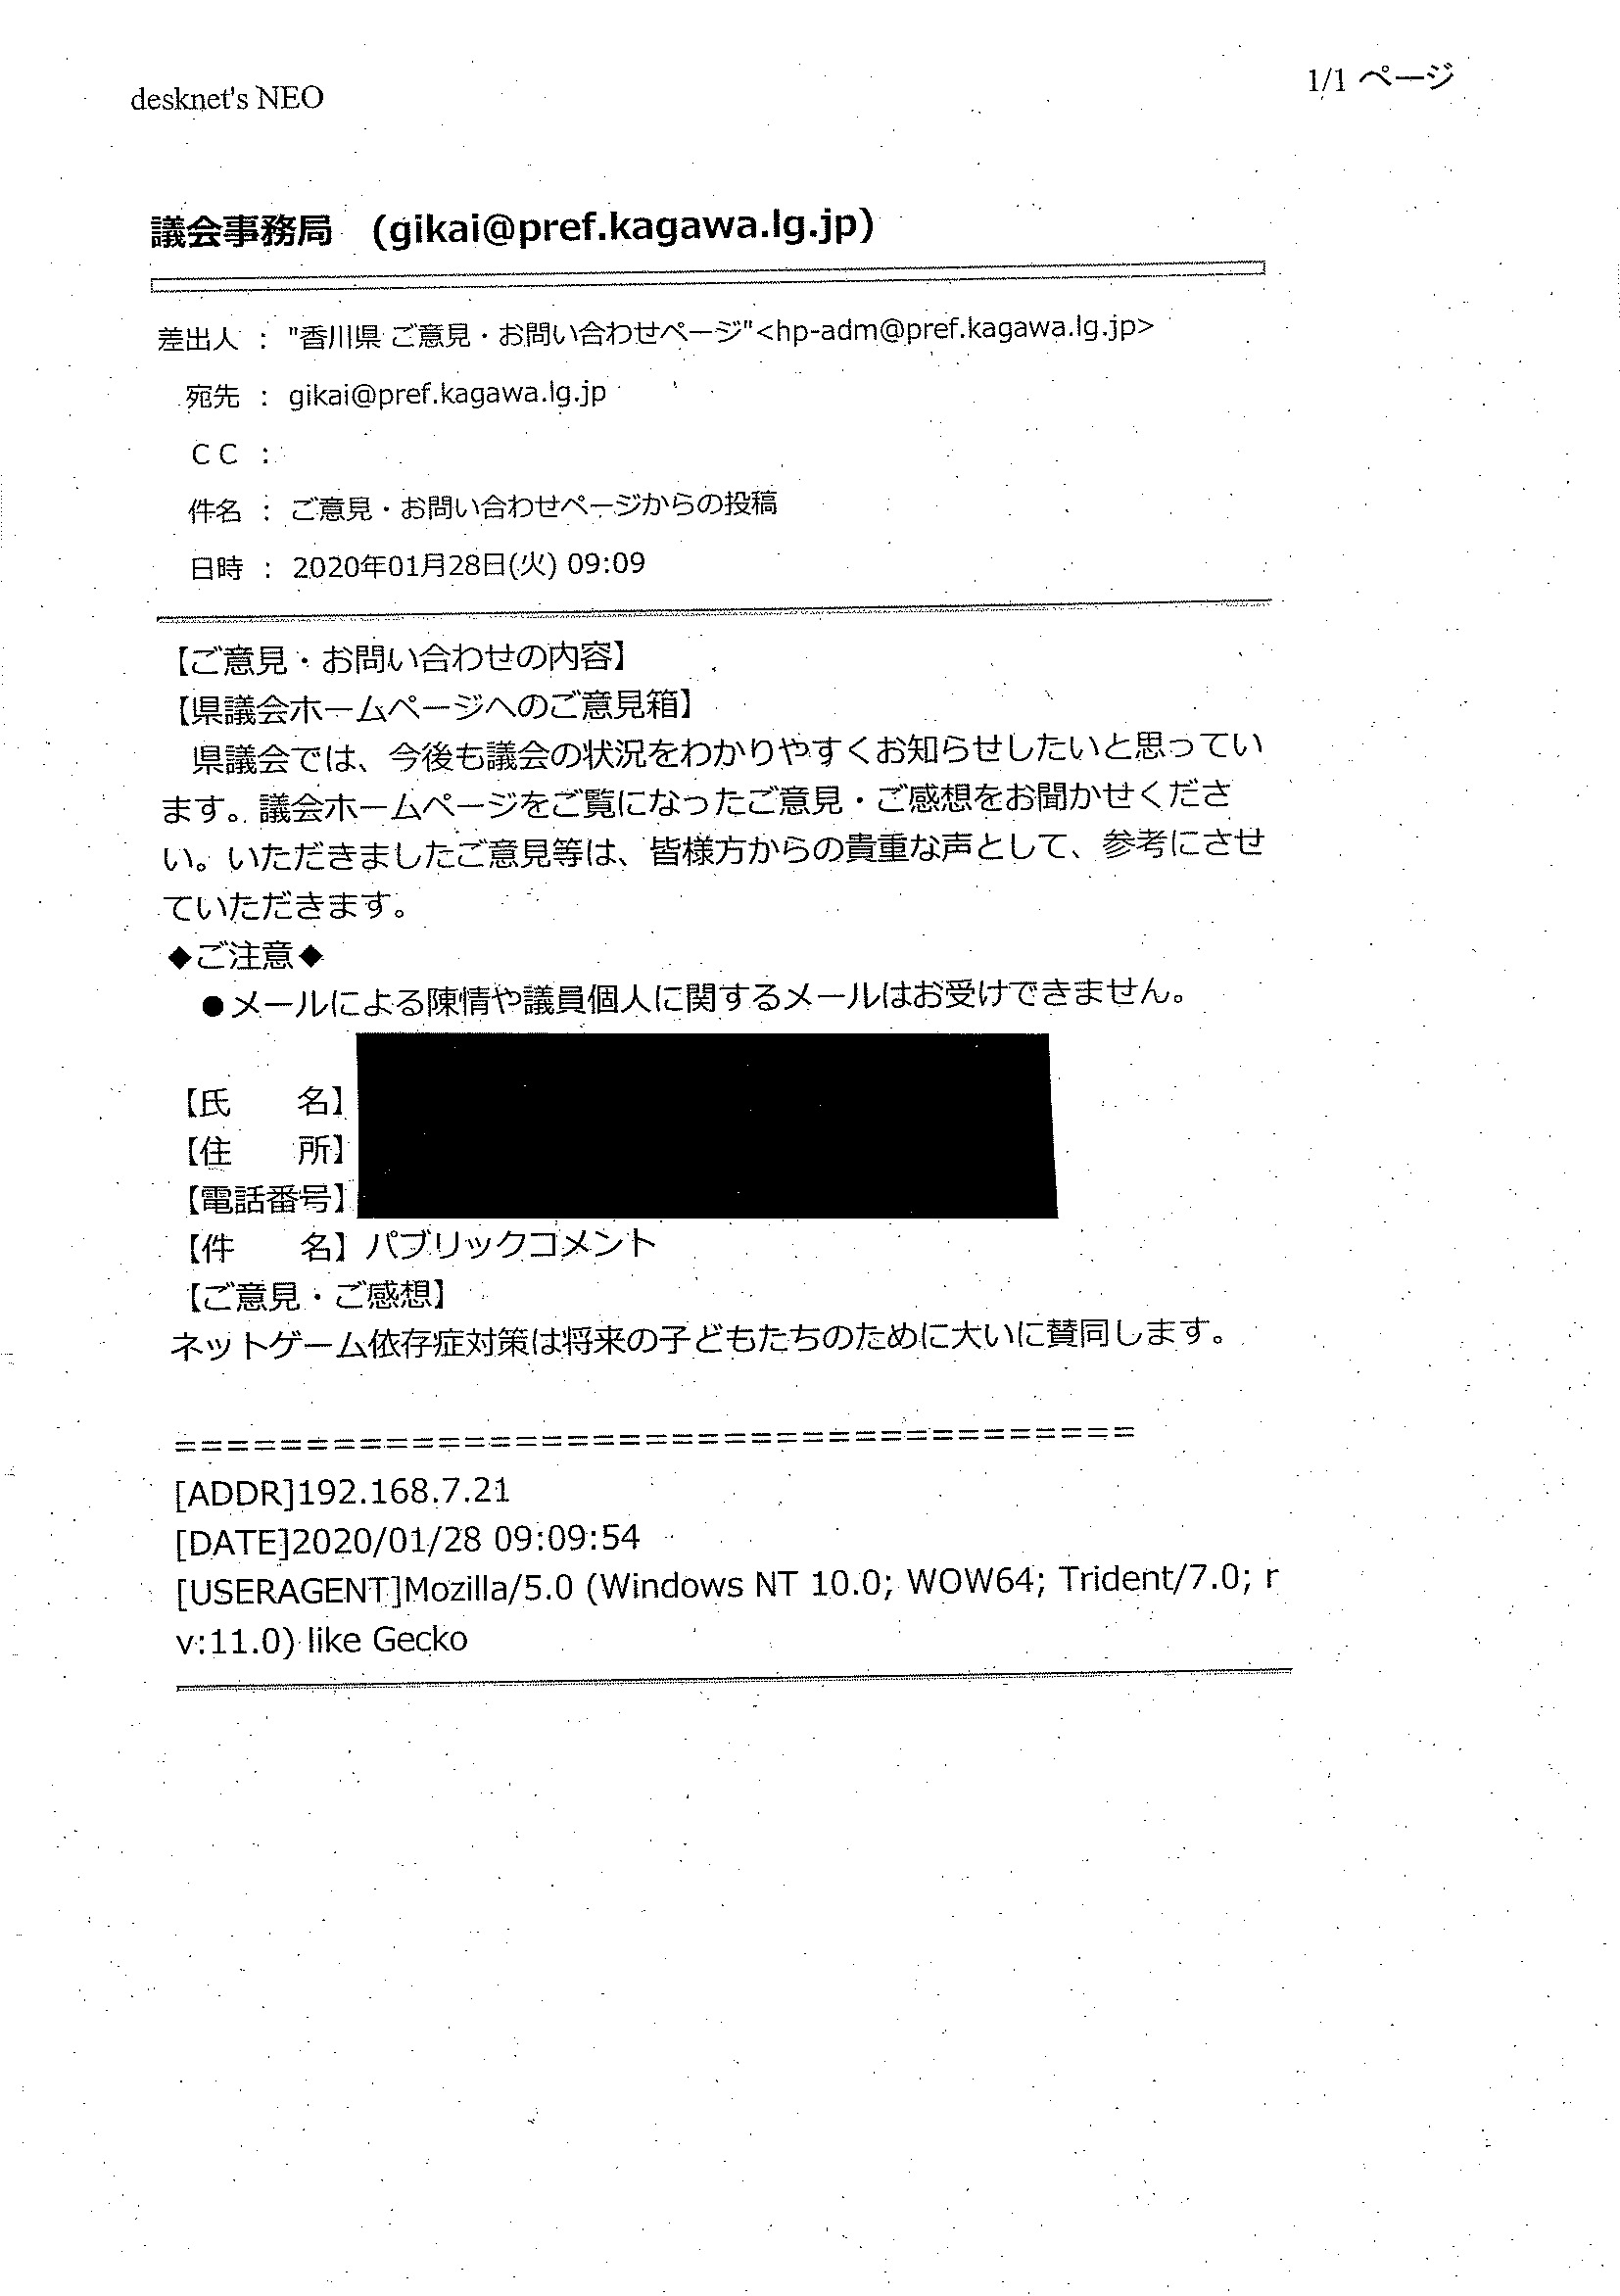 desknet's NEO
1/1 ページ
議会事務局　(gikai@pref.kagawa.lg.jp)
差出人 : "香川県 ご意見・お問い合わせページ"<hp-adm@pref.kagawa.lg.jp>
宛先 : gikai@pref.kagawa.lg.jp
ＣＣ :
件名 : ご意見・お問い合わせページからの投稿
日時 : 2020年01月28日(火) 09:09
【ご意見・お問い合わせの内容】
【県議会ホームページへのご意見箱】
　県議会では、今後も議会の状況をわかりやすくお知らせしたいと思ってい
ます。議会ホームページをご覧になったご意見・ご感想をお聞かせくださ
い。いただきましたご意見等は、皆様方からの貴重な声として、参考にさせ
ていただきます。
◆ご注意◆
　●メールによる陳情や議員個人に関するメールはお受けできません。
【氏　　名】
【住　　所】
【電話番号】
【件　　名】パブリックコメント
【ご意見・ご感想】
ネットゲーム依存症対策は将来の子どもたちのために大いに賛同します。
=====================================
[ADDR]192.168.7.21
[DATE]2020/01/28 09:09:54
[USERAGENT]Mozilla/5.0 (Windows NT 10.0; WOW64; Trident/7.0; r
v:11.0) like Gecko